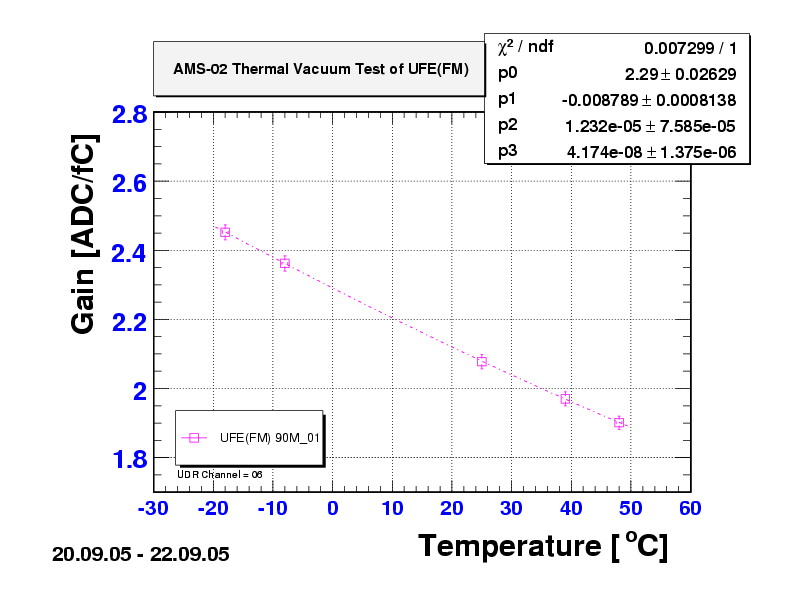 AMS-02 Thermal Vacuum Test of UFE(FM)
χ² / ndf 0.007299 / 1
p0 2.29 ± 0.02629
p1 -0.008789 ± 0.0008138
p2 1.232e-05 ± 7.585e-05
p3 4.174e-08 ± 1.375e-06
Gain [ADC/fC]
2.8
2.6
2.4
2.2
2
1.8
UFE(FM) 90M_01
UDR Channel = 06
-30 -20 -10 0 10 20 30 40 50 60
Temperature [°C]
20.09.05 - 22.09.05